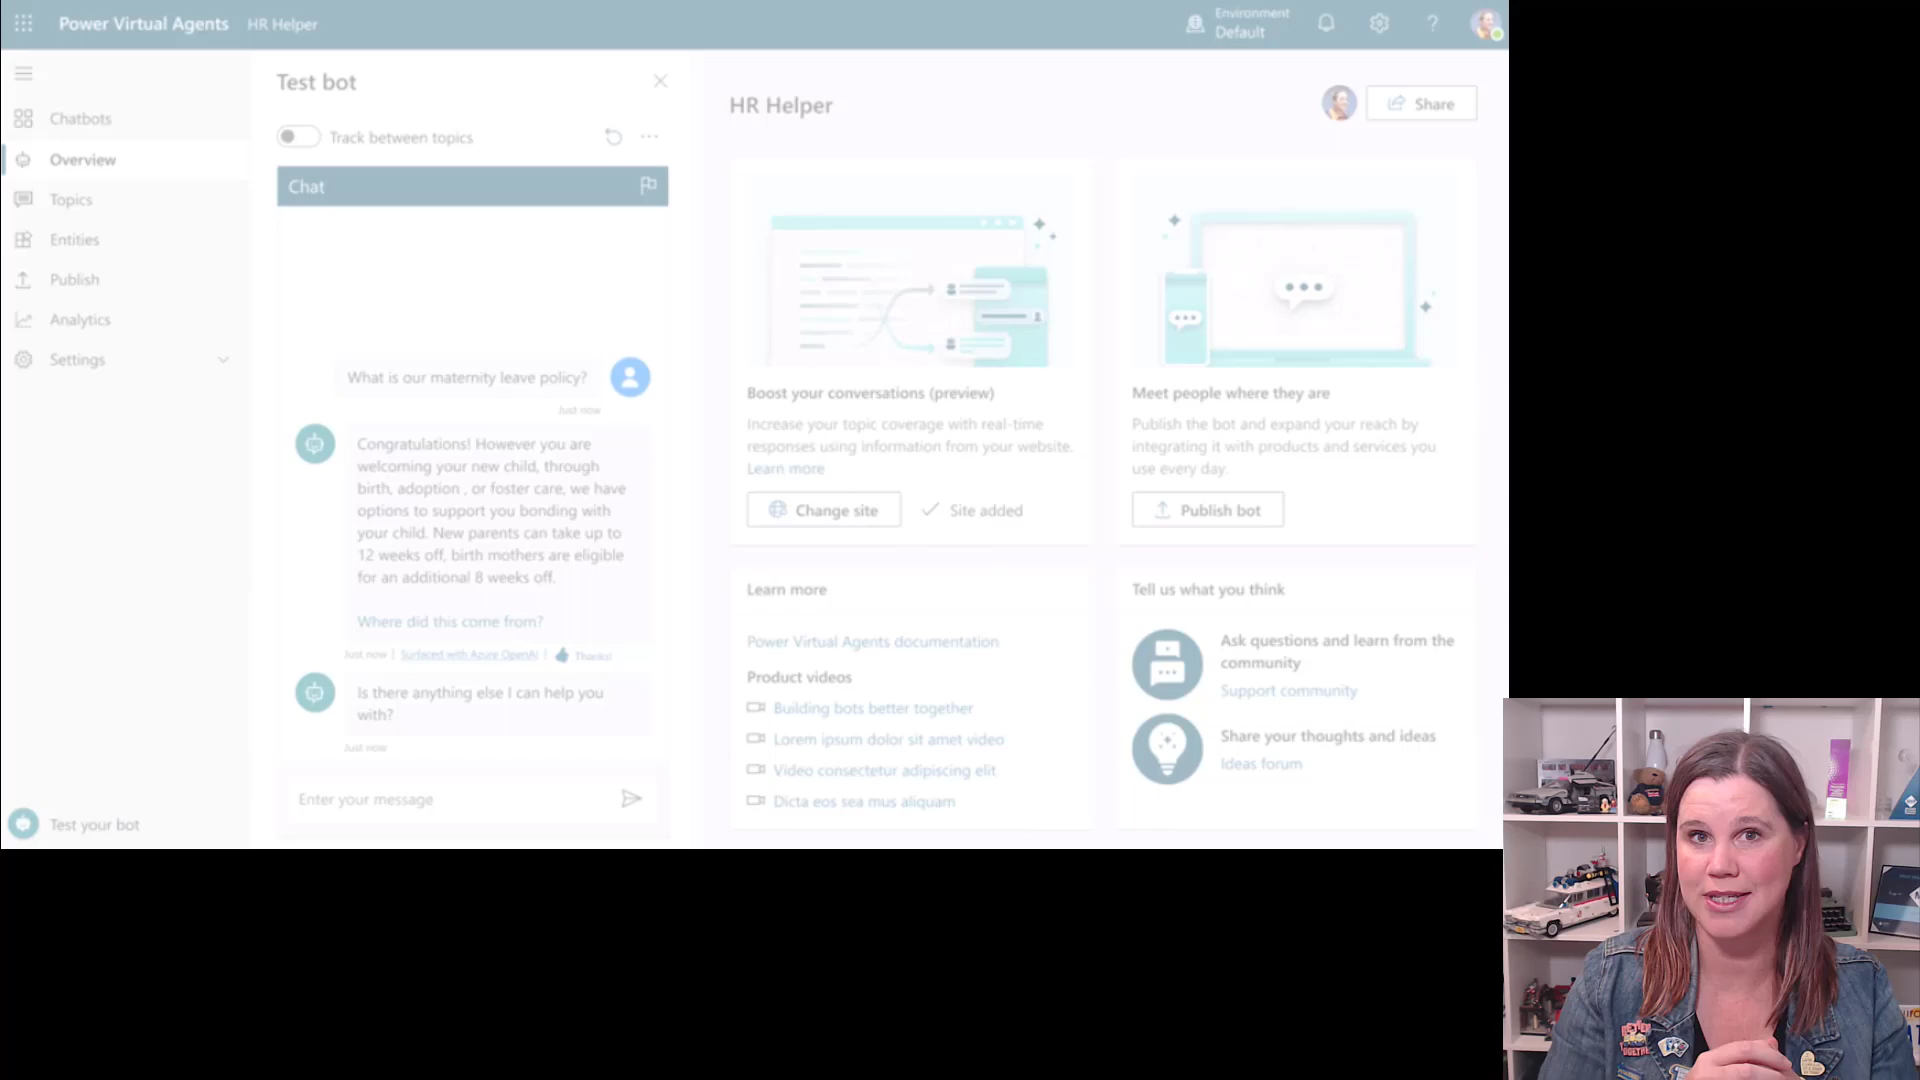 Power Virtual Agents HR Helper
Environment
Default
Chatbots
Overview
Topics
Entities
Publish
Analytics
Settings
Test your bot
Test bot
Track between topics
Chat
What is our maternity leave policy?
Just now
Congratulations! However you are
welcoming your new child, through
birth, adoption , or foster care, we have
options to support you bonding with
your child. New parents can take up to
12 weeks off, birth mothers are eligible
for an additional 8 weeks off.
Where did this come from?
Just now | Surfaced with Azure OpenAI | Thanks!
Is there anything else I can help you
with?
Just now
Enter your message
HR Helper
Share
Boost your conversations (preview)
Increase your topic coverage with real-time
responses using information from your website.
Learn more
Change site
Site added
Meet people where they are
Publish the bot and expand your reach by
integrating it with products and services you
use every day.
Publish bot
Learn more
Power Virtual Agents documentation
Product videos
Building bots better together
Lorem ipsum dolor sit amet video
Video consectetur adipiscing elit
Dicta eos sea mus aliquam
Tell us what you think
Ask questions and learn from the
community
Support community
Share your thoughts and ideas
Ideas forum